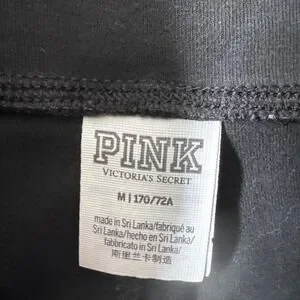 PINK
VICTORIA'S SECRET
M | 170/72A
made in Sri Lanka/fabriqué au
Sri Lanka/hecho en Sri Lanka/
fabbricato in Sri Lanka/
斯里兰卡制造